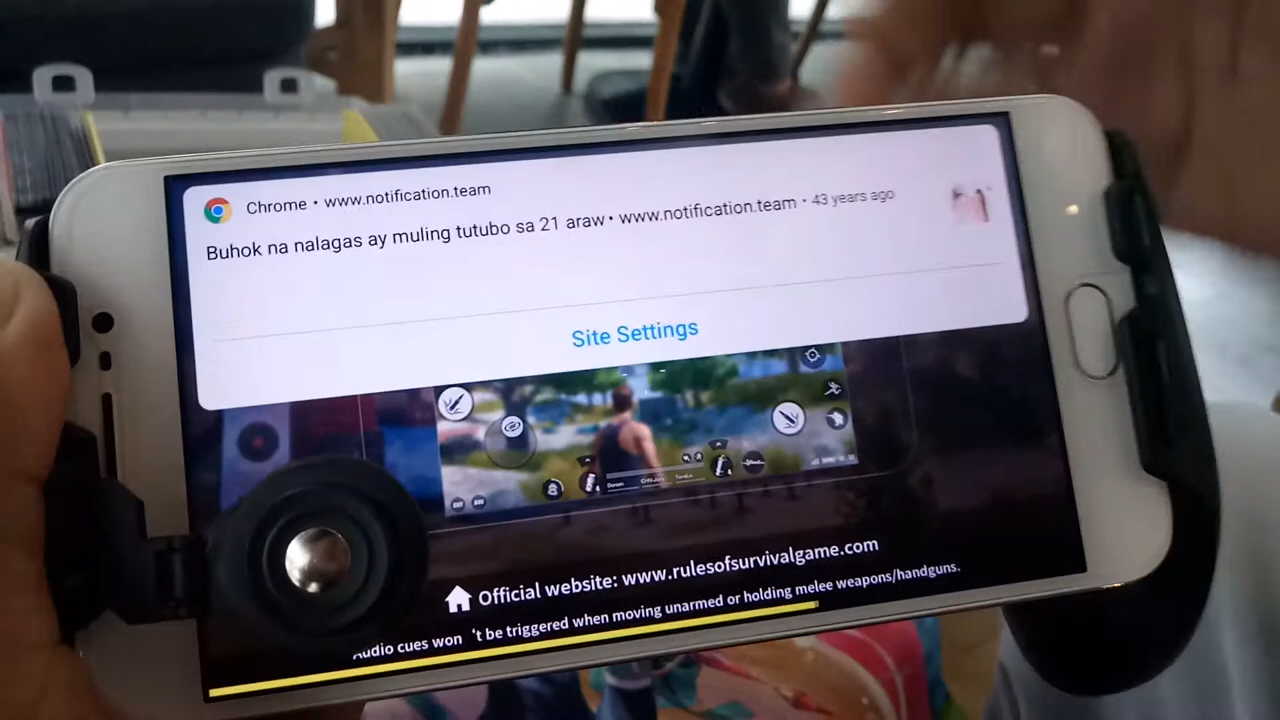 Chrome • www.notification.team
Buhok na nalagas ay muling tutubo sa 21 araw • www.notification.team • 43 years ago
Site Settings
Official website: www.rulesofsurvivalgame.com
Audio cues won 't be triggered when moving unarmed or holding melee weapons/handguns.